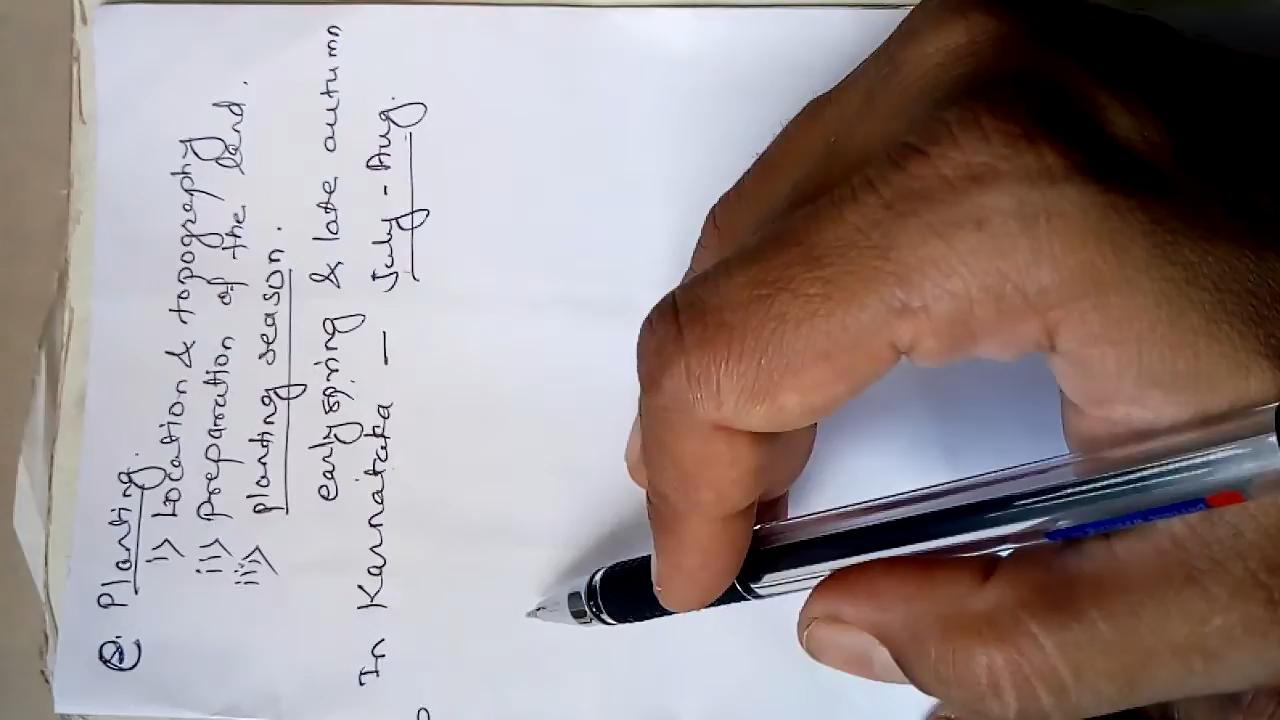 e. Planting.
i> Location & topography
ii> Preparation of the land.
iii> planting season.
early spring & late autumn
In Karnataka — July - Aug.